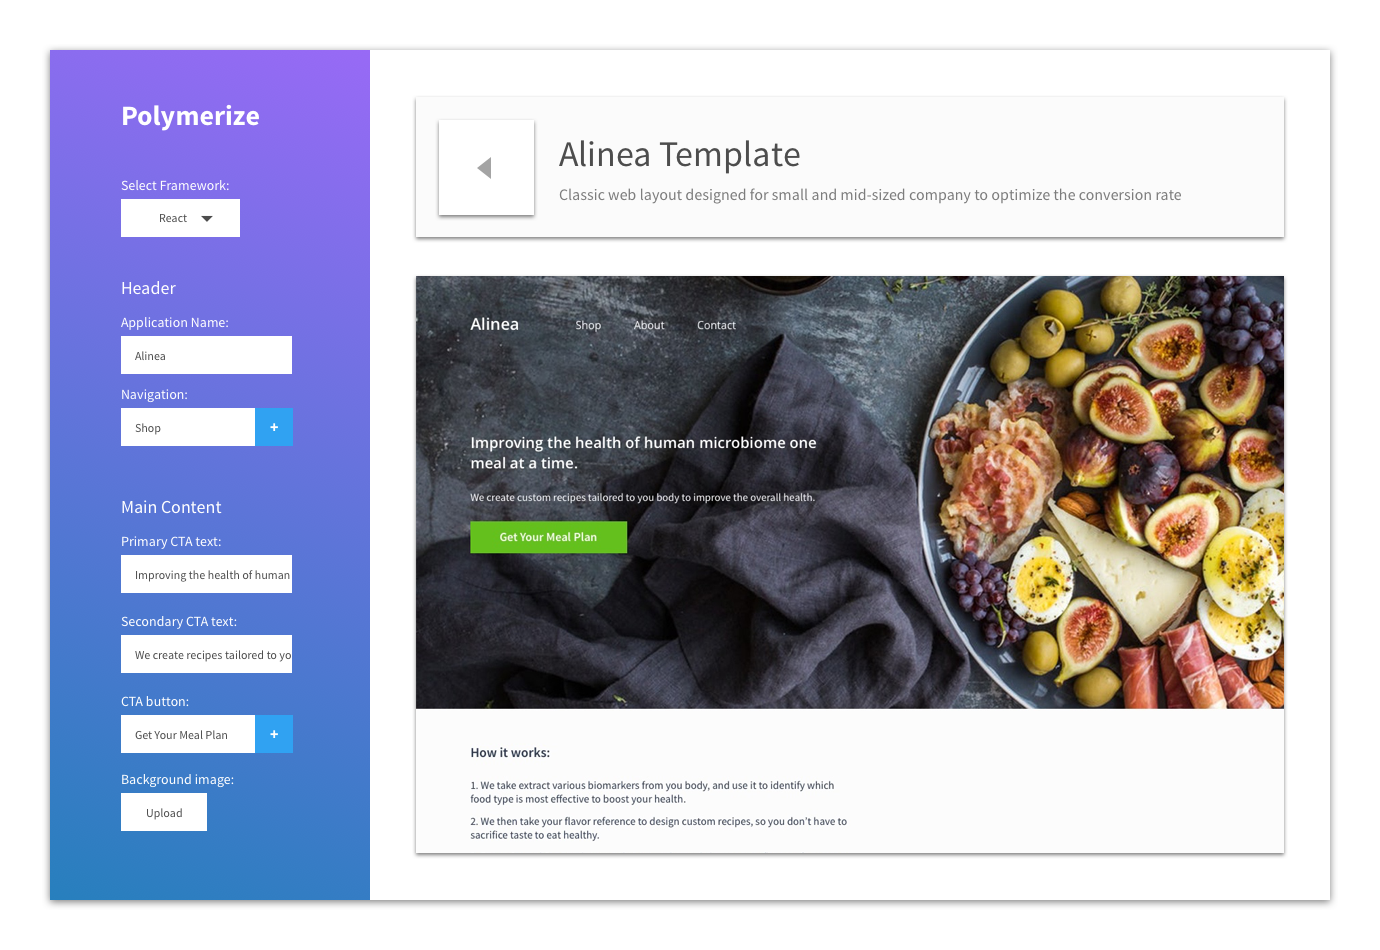 Polymerize
Select Framework:
React
Header
Application Name:
Alinea
Navigation:
Shop
+
Main Content
Primary CTA text:
Improving the health of human
Secondary CTA text:
We create recipes tailored to yo
CTA button:
Get Your Meal Plan
+
Background image:
Upload
Alinea Template
Classic web layout designed for small and mid-sized company to optimize the conversion rate
Alinea
Shop
About
Contact
Improving the health of human microbiome one
meal at a time.
We create custom recipes tailored to you body to improve the overall health.
Get Your Meal Plan
How it works:
1. We take extract various biomarkers from you body, and use it to identify which
food type is most effective to boost your health.
2. We then take your flavor reference to design custom recipes, so you don't have to
sacrifice taste to eat healthy.